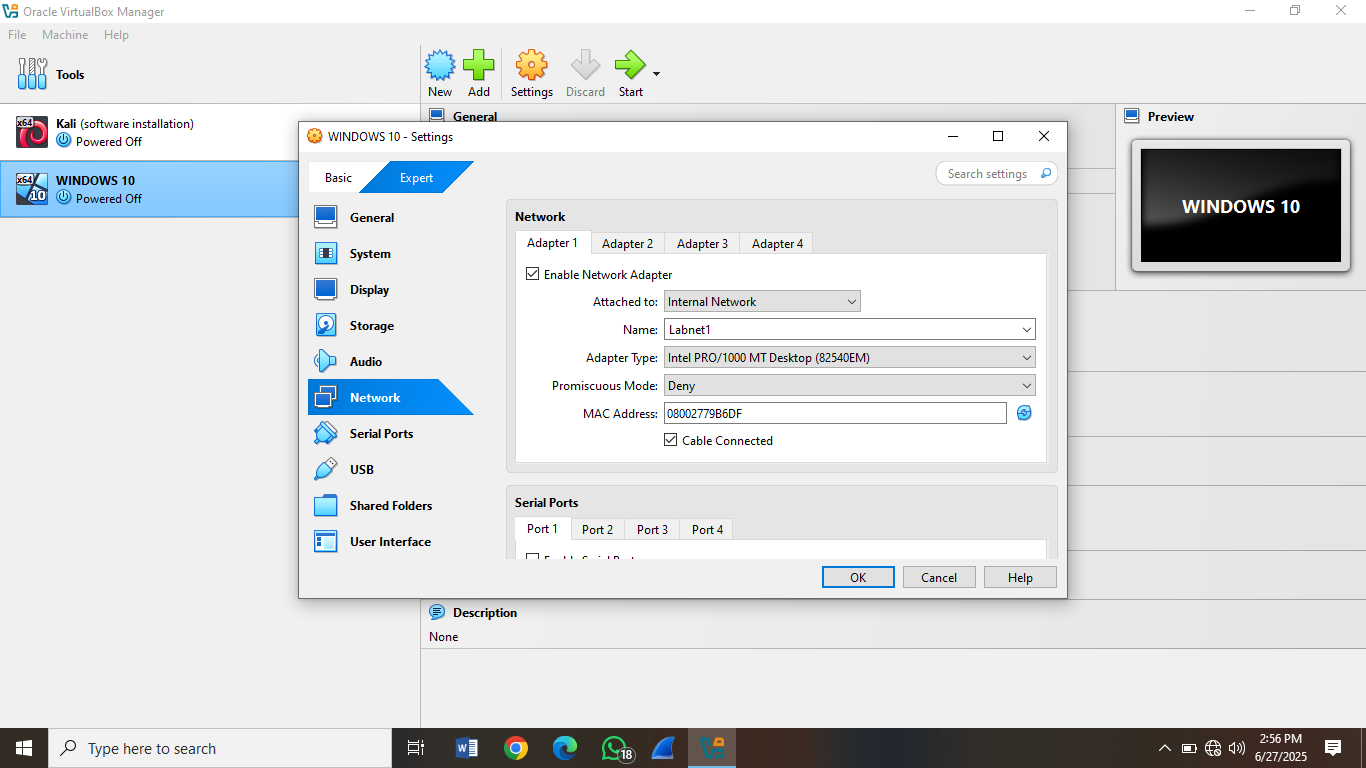 Oracle VirtualBox Manager
File Machine Help
Tools
New Add Settings Discard Start
Kali (software installation)
Powered Off
WINDOWS 10
Powered Off
General
Preview
WINDOWS 10
WINDOWS 10 - Settings
Basic Expert
Search settings
General
System
Display
Storage
Audio
Network
Serial Ports
USB
Shared Folders
User Interface
Network
Adapter 1 Adapter 2 Adapter 3 Adapter 4
Enable Network Adapter
Attached to: Internal Network
Name: Labnet1
Adapter Type: Intel PRO/1000 MT Desktop (82540EM)
Promiscuous Mode: Deny
MAC Address: 08002779B6DF
Cable Connected
Serial Ports
Port 1 Port 2 Port 3 Port 4
Enable Serial Port
OK Cancel Help
Description
None
Type here to search
18
2:56 PM
6/27/2025
x64
x64
10